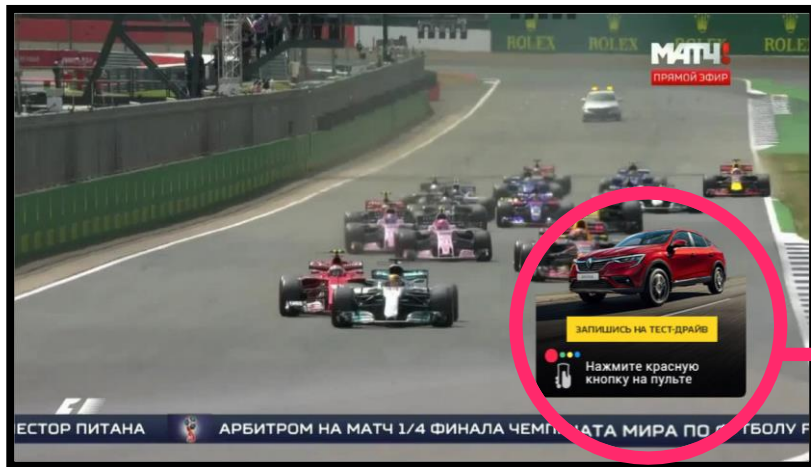 ROLEX
ROLEX
ROLEX
МАТЧ!
ПРЯМОЙ ЭФИР
ЗАПИШИСЬ НА ТЕСТ-ДРАЙВ
Нажмите красную
кнопку на пульте
F1
ЕСТОР ПИТАНА АРБИТРОМ НА МАТЧ 1/4 ФИНАЛА ЧЕМПИОНАТА МИРА ПО ФУТБОЛУ F